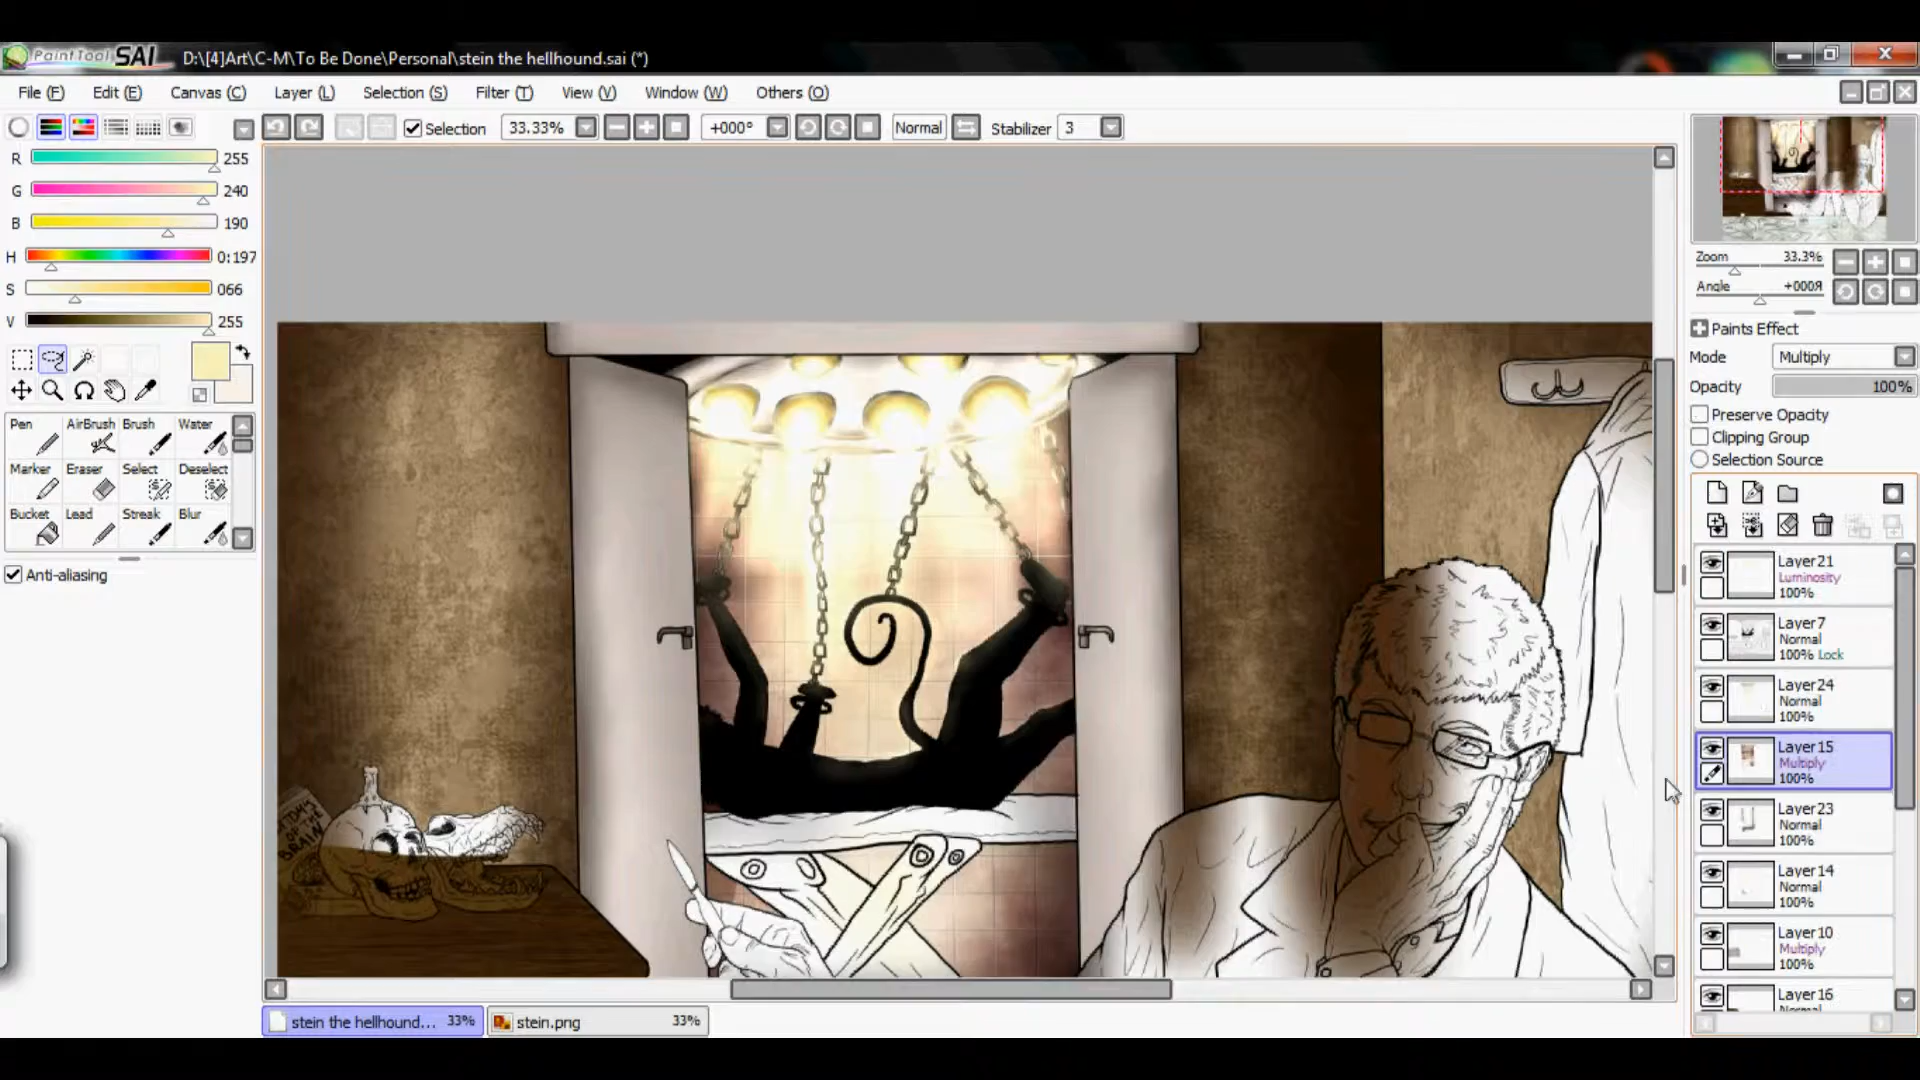 PaintTool SAI D:\[4]Art\C-M\To Be Done\Personal\stein the hellhound.sai (*)
File (F) Edit (E) Canvas (C) Layer (L) Selection (S) Filter (T) View (V) Window (W) Others (O)
Selection 33.33% +000° Normal Stabilizer 3
R 255
G 240
B 190
H 0:197
S 066
V 255
Pen AirBrush Brush Water
Marker Eraser Select Deselect
Bucket Lead Streak Blur
Anti-aliasing
OF THE
BRAIN
Zoom 33.3%
Angle +000Я
Paints Effect
Mode Multiply
Opacity 100%
Preserve Opacity
Clipping Group
Selection Source
Layer21
Luminosity
100%
Layer7
Normal
100% Lock
Layer24
Normal
100%
Layer15
Multiply
100%
Layer23
Normal
100%
Layer14
Normal
100%
Layer10
Multiply
100%
Layer16
Normal
stein the hellhound... 33% stein.png 33%